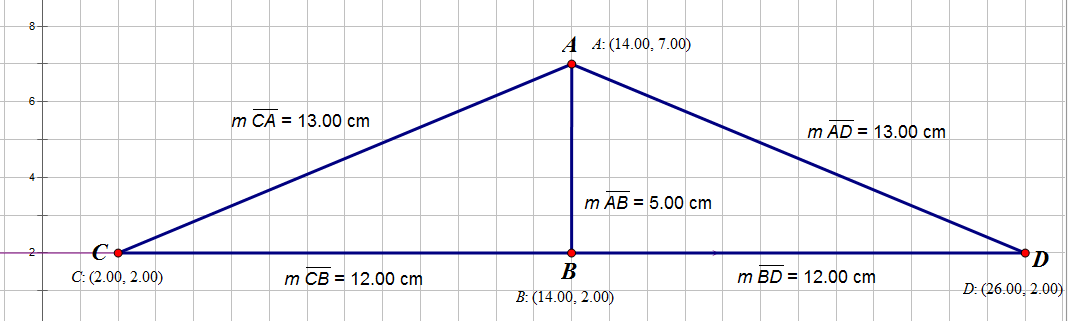 8
A A: (14.00, 7.00)
6
m CA = 13.00 cm
m AD = 13.00 cm
4
m AB = 5.00 cm
2
C
B
D
C: (2.00, 2.00)
m CB = 12.00 cm
m BD = 12.00 cm
B: (14.00, 2.00)
D: (26.00, 2.00)